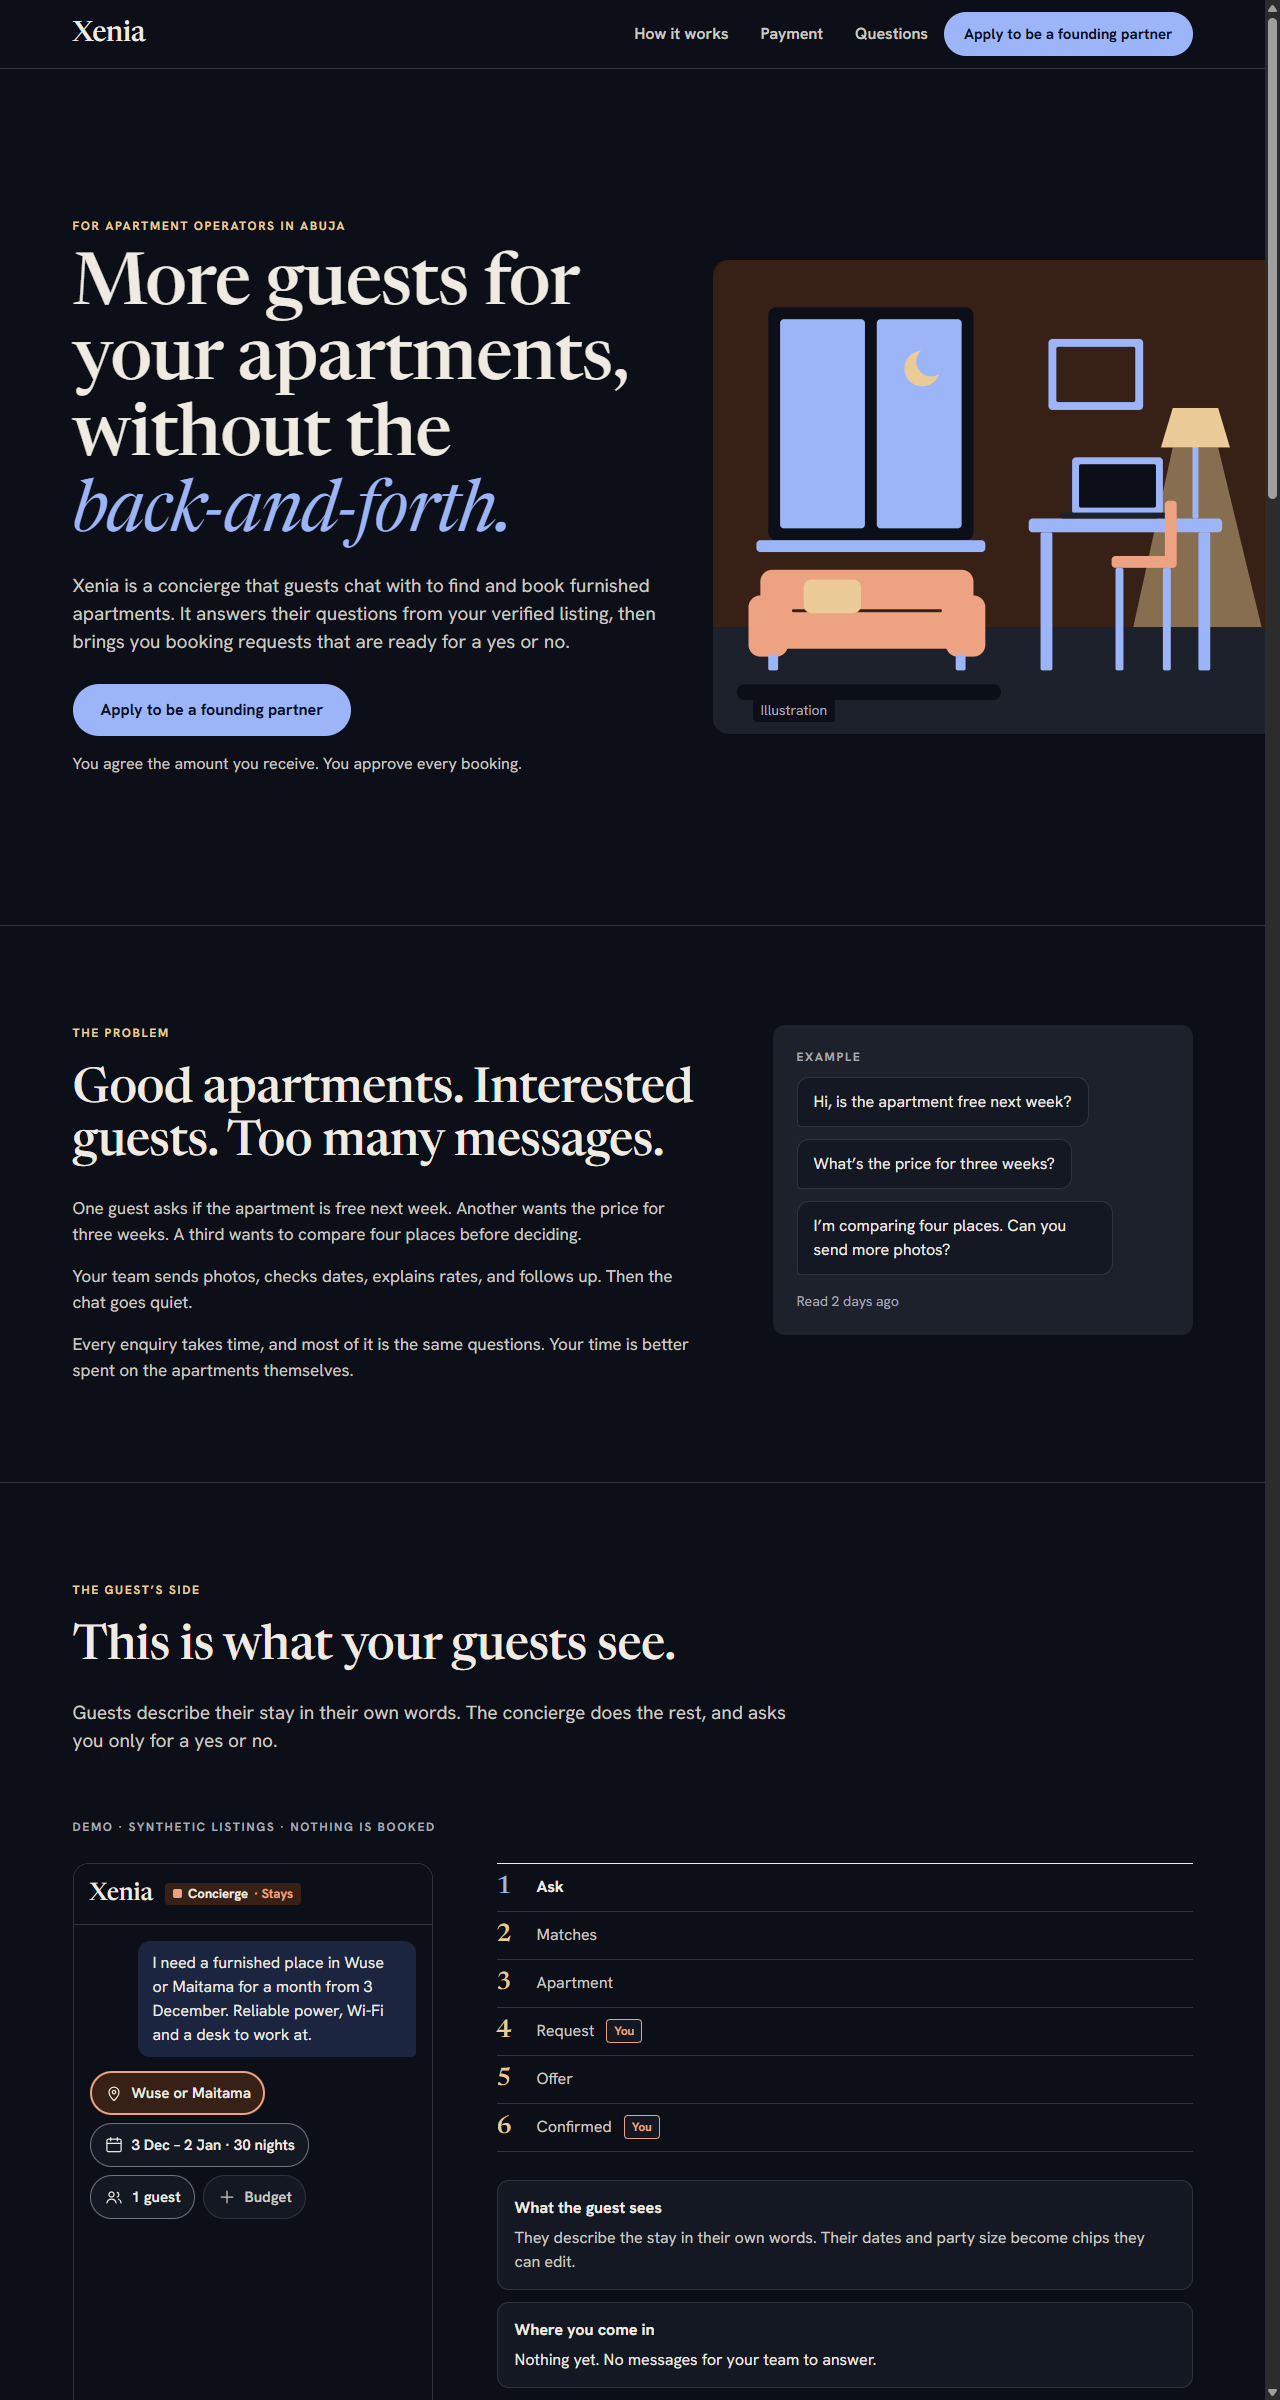 Xenia
How it works
Payment
Questions
Apply to be a founding partner
FOR APARTMENT OPERATORS IN ABUJA
More guests for
your apartments,
without the
back-and-forth.
Xenia is a concierge that guests chat with to find and book furnished
apartments. It answers their questions from your verified listing, then
brings you booking requests that are ready for a yes or no.
Apply to be a founding partner
You agree the amount you receive. You approve every booking.
Illustration
THE PROBLEM
Good apartments. Interested
guests. Too many messages.
One guest asks if the apartment is free next week. Another wants the price for
three weeks. A third wants to compare four places before deciding.
Your team sends photos, checks dates, explains rates, and follows up. Then the
chat goes quiet.
Every enquiry takes time, and most of it is the same questions. Your time is better
spent on the apartments themselves.
EXAMPLE
Hi, is the apartment free next week?
What’s the price for three weeks?
I’m comparing four places. Can you
send more photos?
Read 2 days ago
THE GUEST’S SIDE
This is what your guests see.
Guests describe their stay in their own words. The concierge does the rest, and asks
you only for a yes or no.
DEMO · SYNTHETIC LISTINGS · NOTHING IS BOOKED
Xenia
Concierge · Stays
I need a furnished place in Wuse
or Maitama for a month from 3
December. Reliable power, Wi-Fi
and a desk to work at.
Wuse or Maitama
3 Dec – 2 Jan · 30 nights
1 guest
Budget
1 Ask
2 Matches
3 Apartment
4 Request You
5 Offer
6 Confirmed You
What the guest sees
They describe the stay in their own words. Their dates and party size become chips they
can edit.
Where you come in
Nothing yet. No messages for your team to answer.